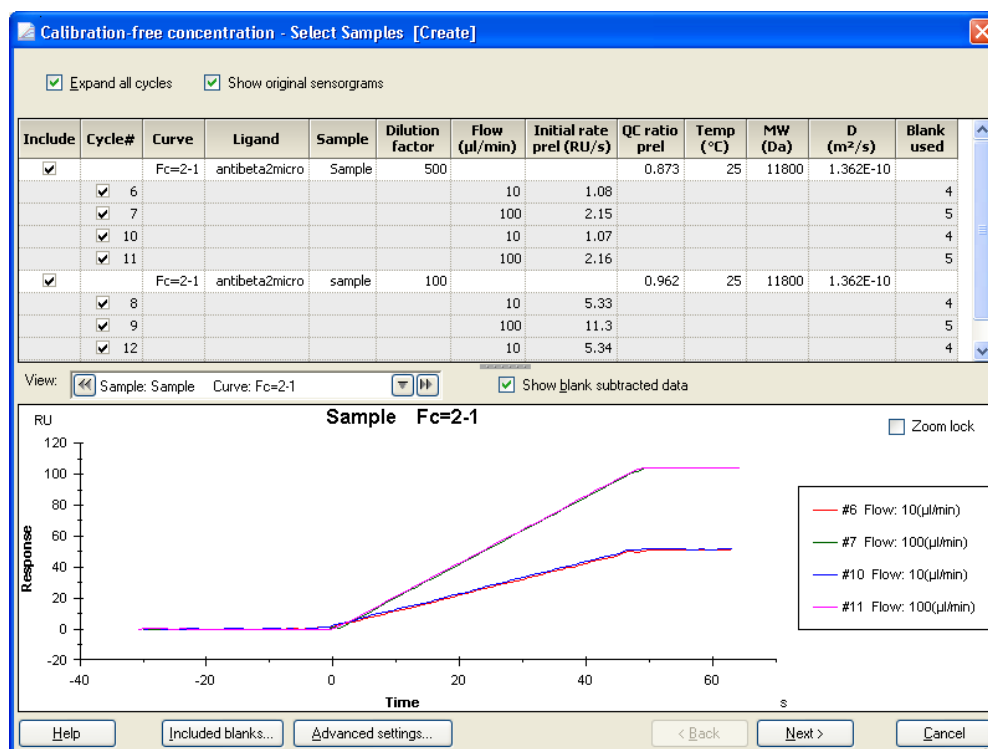 Calibration-free concentration - Select Samples [Create]
Expand all cycles Show original sensorgrams
Include Cycle# Curve Ligand Sample Dilution factor Flow (µl/min) Initial rate prel (RU/s) QC ratio prel Temp (°C) MW (Da) D (m²/s) Blank used
Fc=2-1 antibeta2micro Sample 500 0.873 25 11800 1.362E-10
6 10 1.08 4
7 100 2.15 5
10 10 1.07 4
11 100 2.16 5
Fc=2-1 antibeta2micro sample 100 0.962 25 11800 1.362E-10
8 10 5.33 4
9 100 11.3 5
12 10 5.34 4
View: Sample: Sample Curve: Fc=2-1 Show blank subtracted data
Sample Fc=2-1
RU
Zoom lock
120
100
80
60
40
20
0
-20
Response
-40 -20 0 20 40 60
Time s
#6 Flow: 10(µl/min)
#7 Flow: 100(µl/min)
#10 Flow: 10(µl/min)
#11 Flow: 100(µl/min)
Help Included blanks... Advanced settings... < Back Next > Cancel